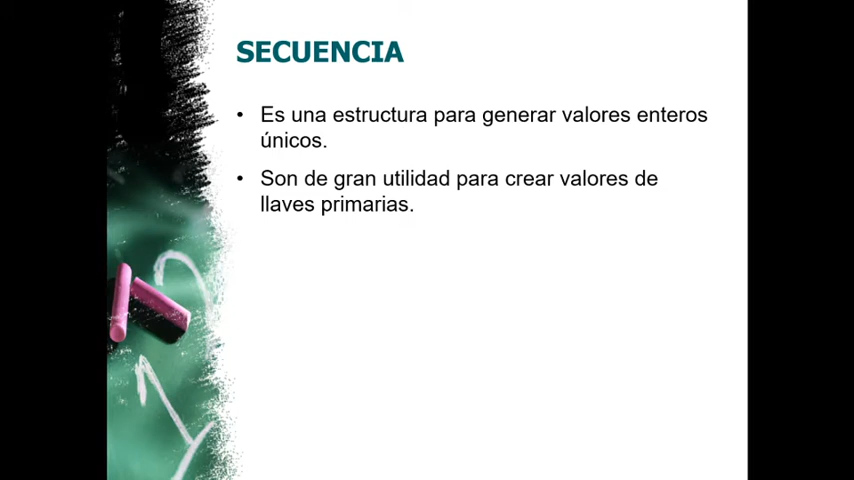 SECUENCIA
• Es una estructura para generar valores enteros
únicos.
• Son de gran utilidad para crear valores de
llaves primarias.